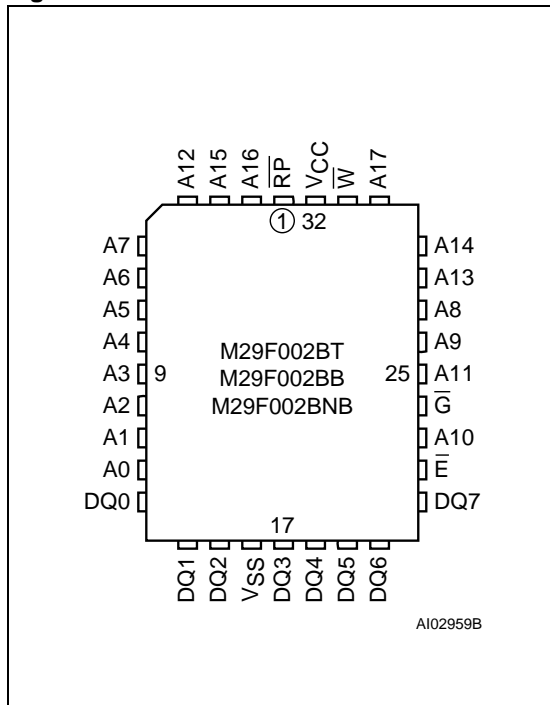 A12 A15 A16 R̅P̅ VCC W̅ A17
1 32
A7 A14
A6 A13
A5 A8
A4 A9
M29F002BT
A3 9 M29F002BB 25 A11
M29F002BNB
A2 G̅
A1 A10
A0 E̅
DQ0 DQ7
17
DQ1 DQ2 VSS DQ3 DQ4 DQ5 DQ6
AI02959B